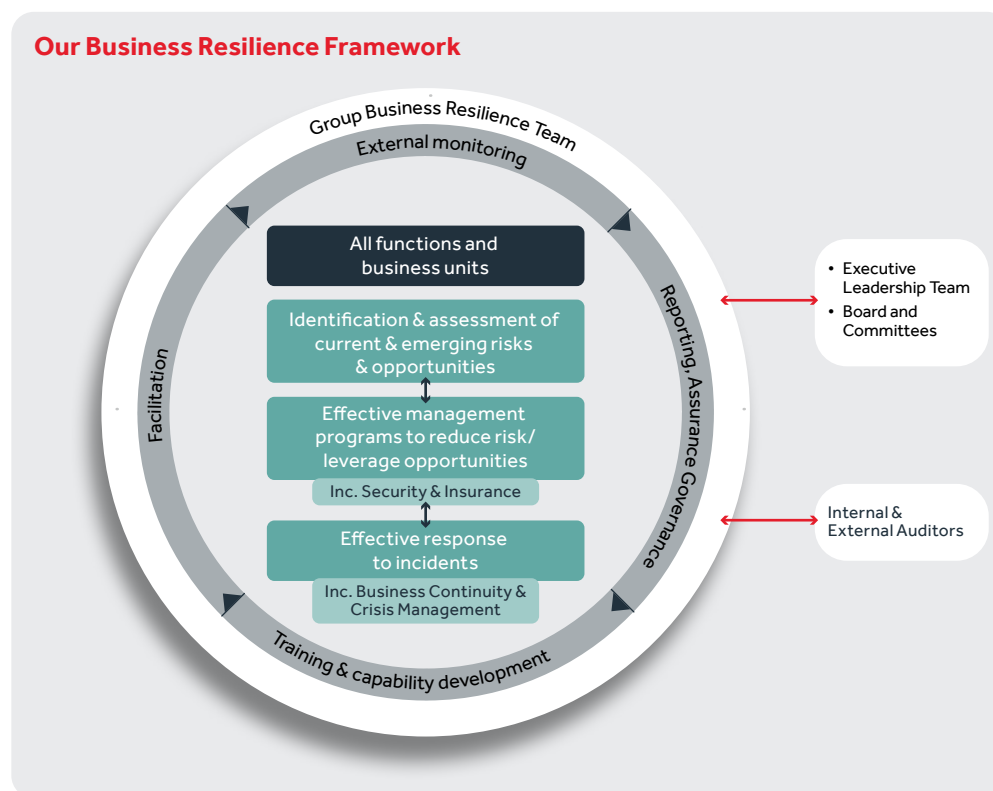 Our Business Resilience Framework
Group Business Resilience Team
External monitoring
Facilitation
Reporting, Assurance Governance
Training & capability development
All functions and
business units
Identification & assessment of
current & emerging risks
& opportunities
Effective management
programs to reduce risk/
leverage opportunities
Inc. Security & Insurance
Effective response
to incidents
Inc. Business Continuity &
Crisis Management
• Executive
Leadership Team
• Board and
Committees
Internal &
External Auditors